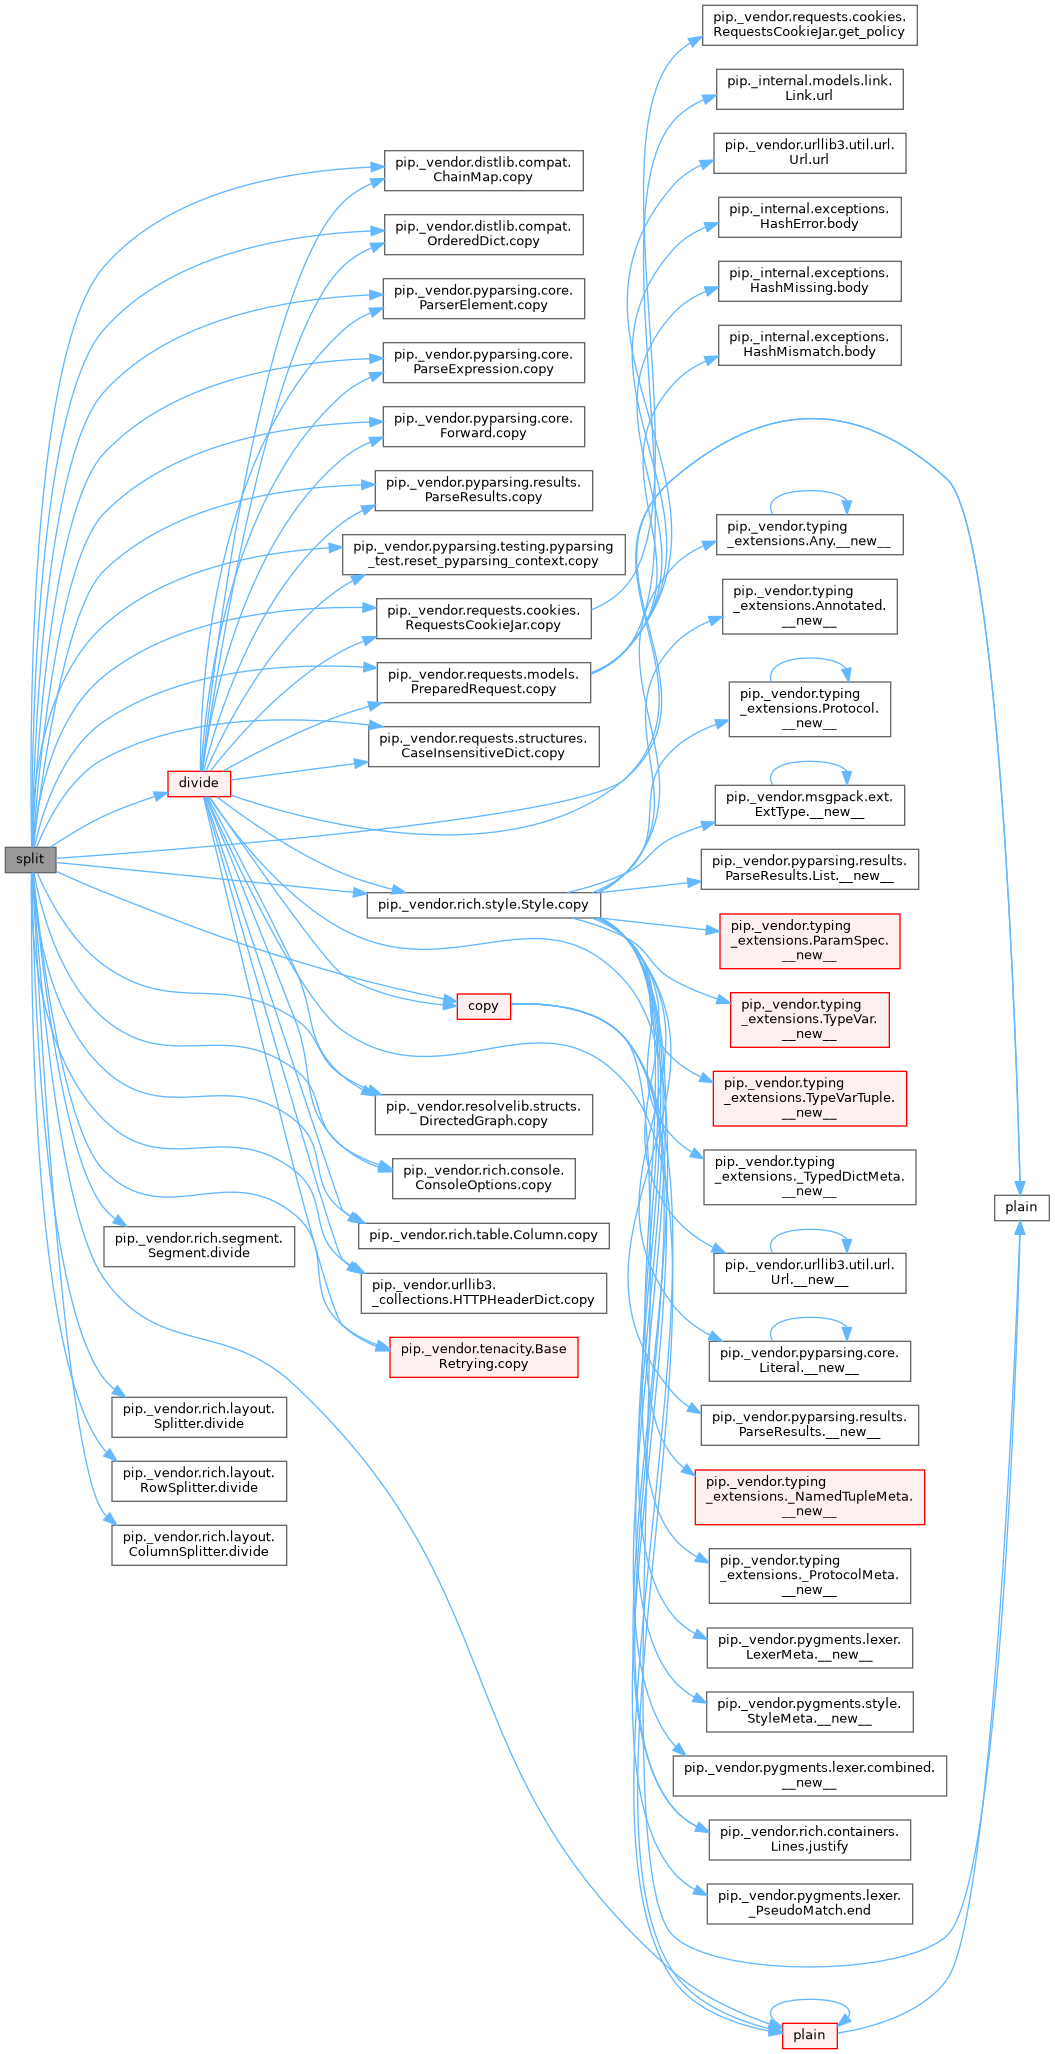 split
divide
pip._vendor.rich.segment.
Segment.divide
pip._vendor.rich.layout.
Splitter.divide
pip._vendor.rich.layout.
RowSplitter.divide
pip._vendor.rich.layout.
ColumnSplitter.divide
pip._vendor.distlib.compat.
ChainMap.copy
pip._vendor.distlib.compat.
OrderedDict.copy
pip._vendor.pyparsing.core.
ParserElement.copy
pip._vendor.pyparsing.core.
ParseExpression.copy
pip._vendor.pyparsing.core.
Forward.copy
pip._vendor.pyparsing.results.
ParseResults.copy
pip._vendor.pyparsing.testing.pyparsing
_test.reset_pyparsing_context.copy
pip._vendor.requests.cookies.
RequestsCookieJar.copy
pip._vendor.requests.models.
PreparedRequest.copy
pip._vendor.requests.structures.
CaseInsensitiveDict.copy
pip._vendor.rich.style.Style.copy
copy
pip._vendor.resolvelib.structs.
DirectedGraph.copy
pip._vendor.rich.console.
ConsoleOptions.copy
pip._vendor.rich.table.Column.copy
pip._vendor.urllib3.
_collections.HTTPHeaderDict.copy
pip._vendor.tenacity.Base
Retrying.copy
pip._vendor.requests.cookies.
RequestsCookieJar.get_policy
pip._internal.models.link.
Link.url
pip._vendor.urllib3.util.url.
Url.url
pip._internal.exceptions.
HashError.body
pip._internal.exceptions.
HashMissing.body
pip._internal.exceptions.
HashMismatch.body
pip._vendor.typing
_extensions.Any.__new__
pip._vendor.typing
_extensions.Annotated.
__new__
pip._vendor.typing
_extensions.Protocol.
__new__
pip._vendor.msgpack.ext.
ExtType.__new__
pip._vendor.pyparsing.results.
ParseResults.List.__new__
pip._vendor.typing
_extensions.ParamSpec.
__new__
pip._vendor.typing
_extensions.TypeVar.
__new__
pip._vendor.typing
_extensions.TypeVarTuple.
__new__
pip._vendor.typing
_extensions._TypedDictMeta.
__new__
pip._vendor.urllib3.util.url.
Url.__new__
pip._vendor.pyparsing.core.
Literal.__new__
pip._vendor.pyparsing.results.
ParseResults.__new__
pip._vendor.typing
_extensions._NamedTupleMeta.
__new__
pip._vendor.typing
_extensions._ProtocolMeta.
__new__
pip._vendor.pygments.lexer.
LexerMeta.__new__
pip._vendor.pygments.style.
StyleMeta.__new__
pip._vendor.pygments.lexer.combined.
__new__
pip._vendor.rich.containers.
Lines.justify
pip._vendor.pygments.lexer.
_PseudoMatch.end
plain
plain